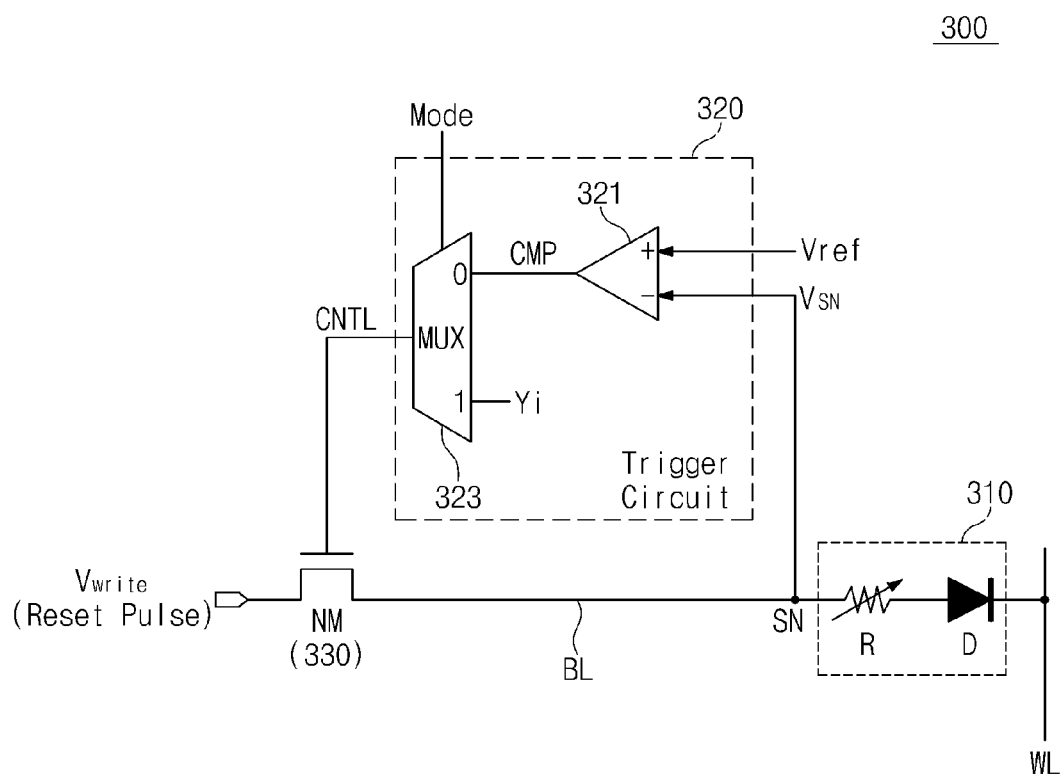 300
Mode
320
321
+
Vref
CMP
0
−
VSN
CNTL
MUX
1
Yi
323
Trigger
Circuit
310
Vwrite
(Reset Pulse)
NM
(330)
BL
SN
R
D
WL